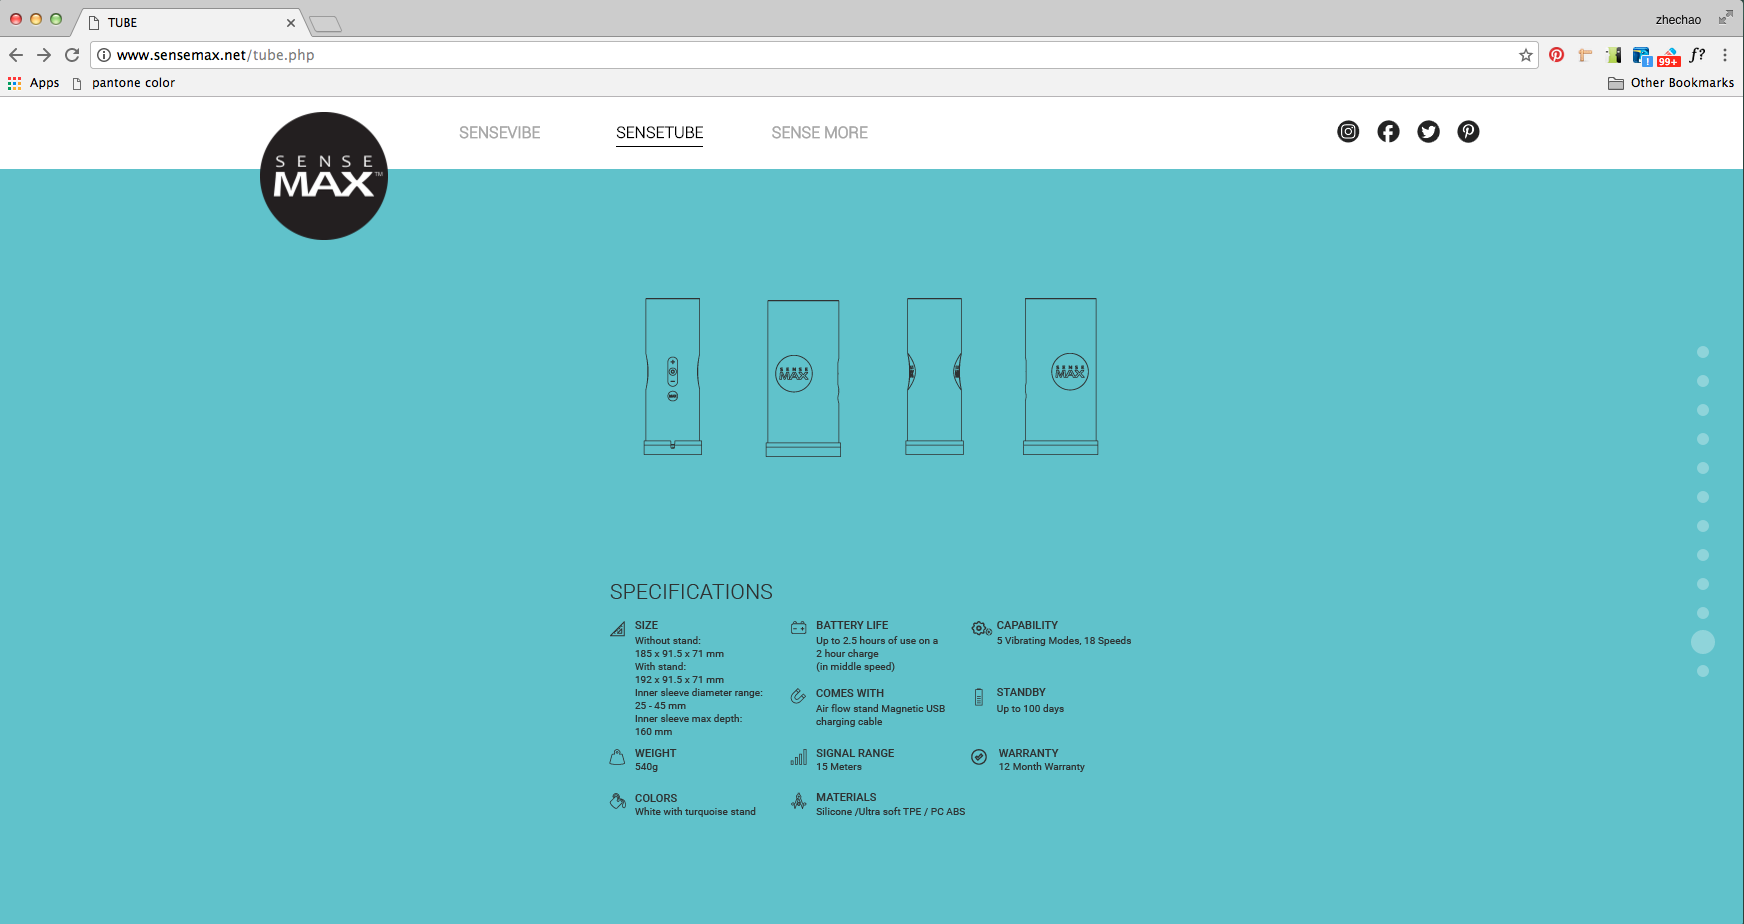 TUBE
zhechao
www.sensemax.net/tube.php
99+
f?
Apps
pantone color
Other Bookmarks
SENSE
MAX™
SENSEVIBE
SENSETUBE
SENSE MORE
SENSE
MAX
SENSE
MAX
SPECIFICATIONS
SIZE
Without stand:
185 x 91.5 x 71 mm
With stand:
192 x 91.5 x 71 mm
Inner sleeve diameter range:
25 - 45 mm
Inner sleeve max depth:
160 mm
BATTERY LIFE
Up to 2.5 hours of use on a
2 hour charge
(in middle speed)
CAPABILITY
5 Vibrating Modes, 18 Speeds
COMES WITH
Air flow stand Magnetic USB
charging cable
STANDBY
Up to 100 days
WEIGHT
540g
SIGNAL RANGE
15 Meters
WARRANTY
12 Month Warranty
COLORS
White with turquoise stand
MATERIALS
Silicone /Ultra soft TPE / PC ABS